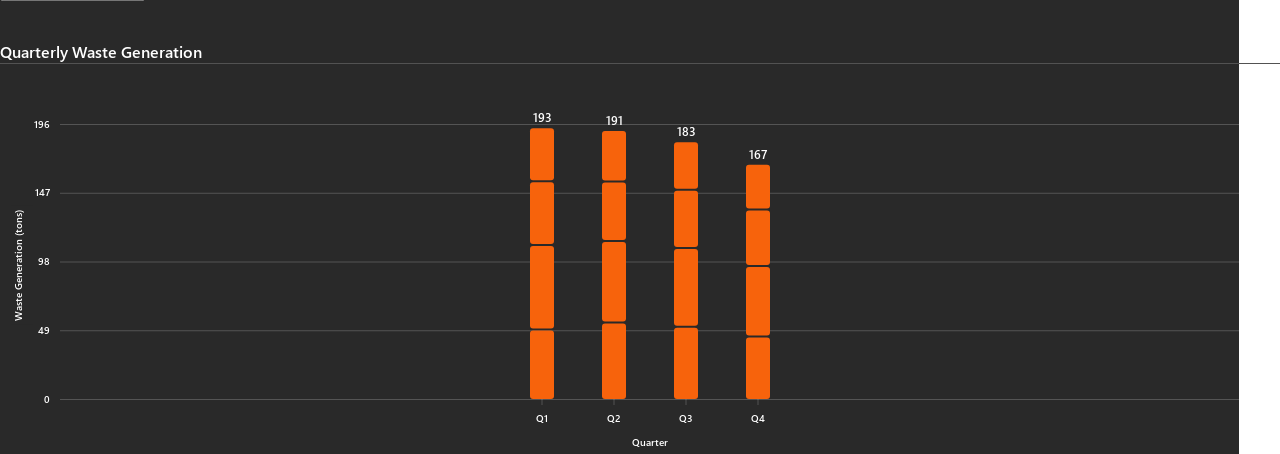 Quarterly Waste Generation
193
191
183
167
196
147
98
49
0
Waste Generation (tons)
Q1
Q2
Q3
Q4
Quarter